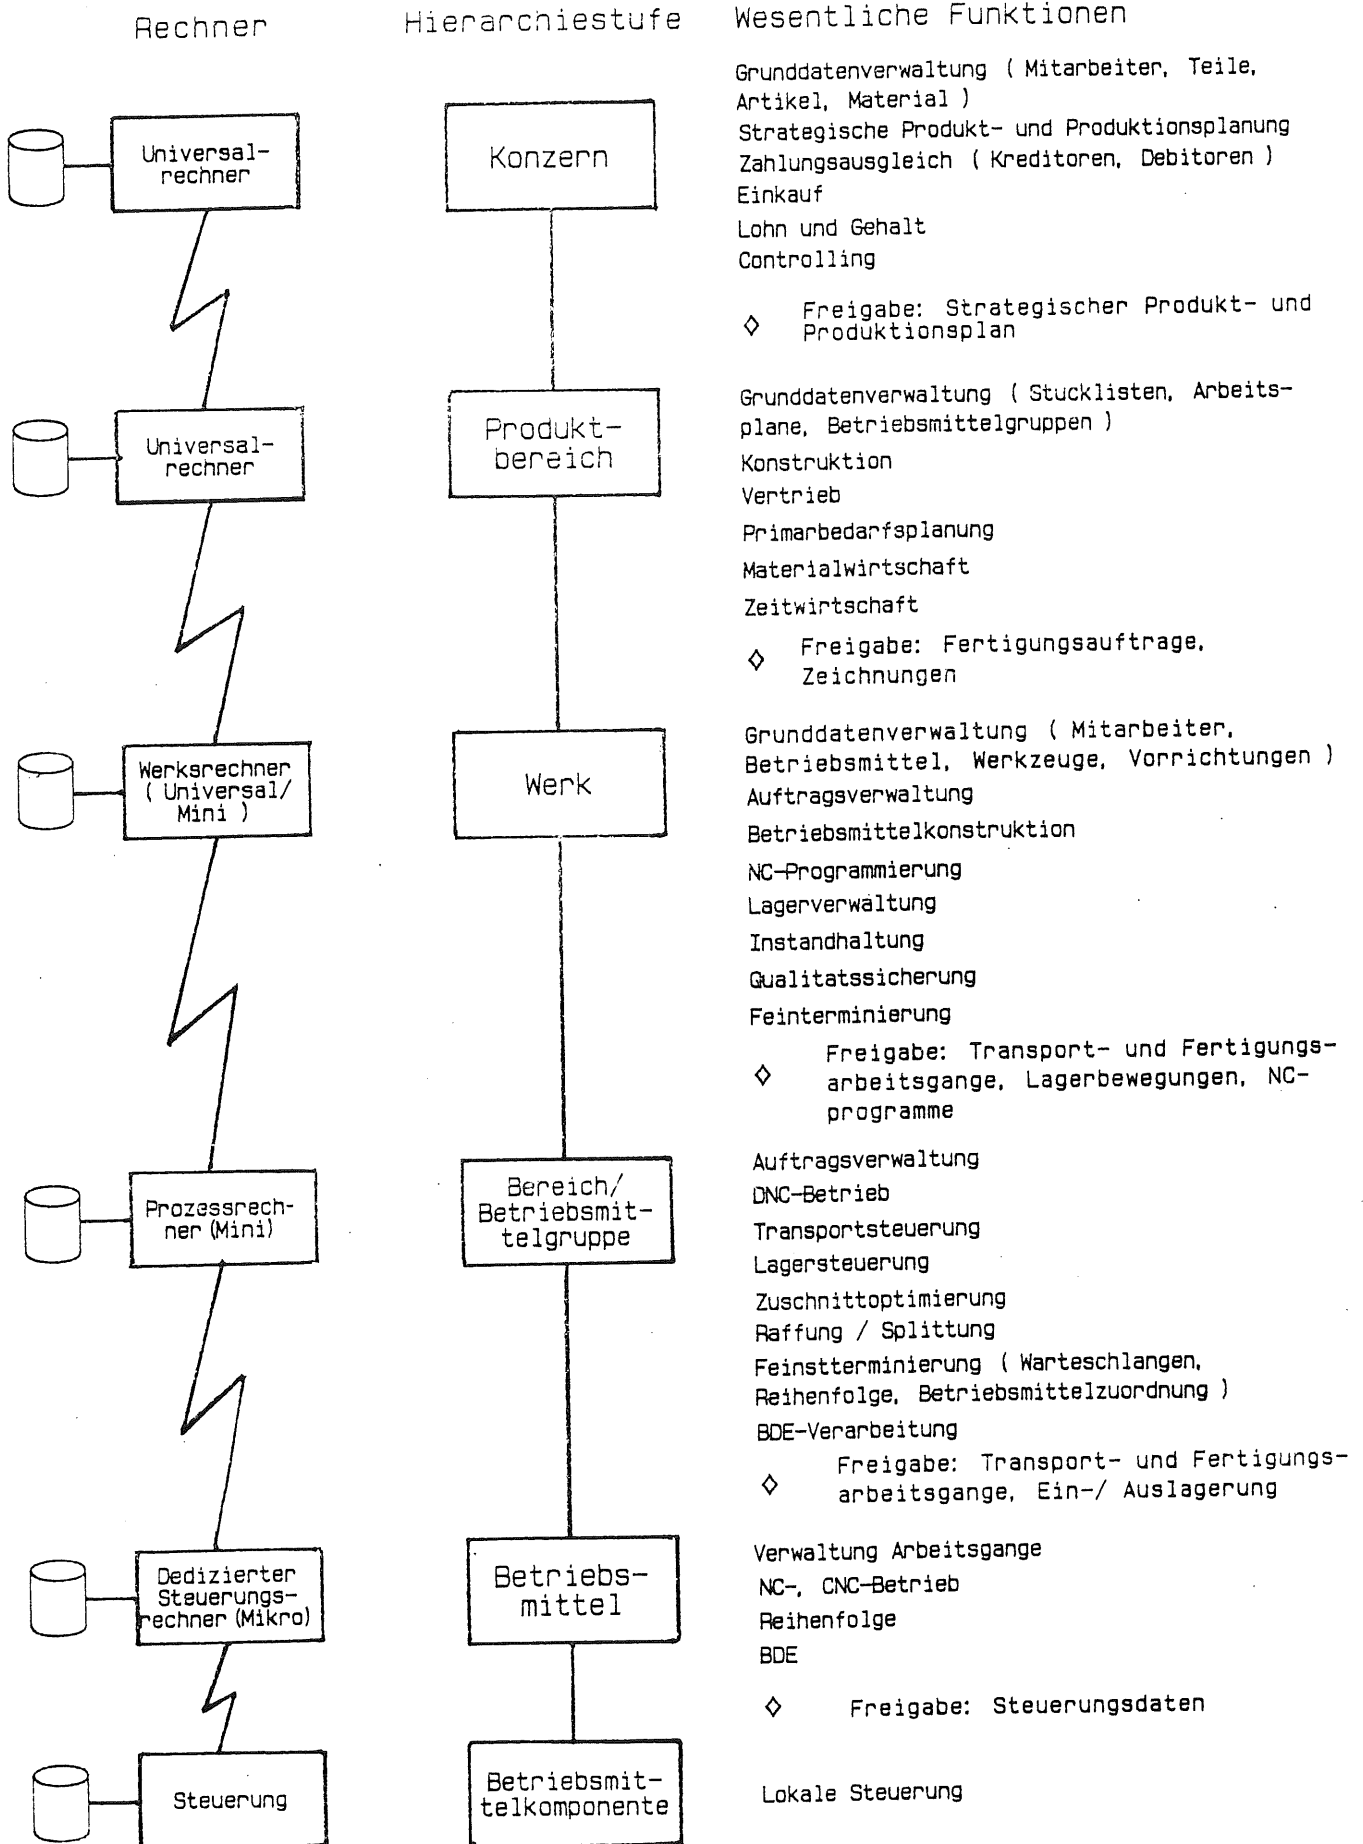 Rechner
Hierarchiestufe
Wesentliche Funktionen
Universal-
rechner
Konzern
Grunddatenverwaltung ( Mitarbeiter, Teile,
Artikel, Material )
Strategische Produkt- und Produktionsplanung
Zahlungsausgleich ( Kreditoren, Debitoren )
Einkauf
Lohn und Gehalt
Controlling
◇ Freigabe: Strategischer Produkt- und
Produktionsplan
Universal-
rechner
Produkt-
bereich
Grunddatenverwaltung ( Stucklisten, Arbeits-
plane, Betriebsmittelgruppen )
Konstruktion
Vertrieb
Primarbedarfsplanung
Materialwirtschaft
Zeitwirtschaft
◇ Freigabe: Fertigungsauftrage,
Zeichnungen
Werksrechner
( Universal/
Mini )
Werk
Grunddatenverwaltung ( Mitarbeiter,
Betriebsmittel, Werkzeuge, Vorrichtungen )
Auftragsverwaltung
Betriebsmittelkonstruktion
NC-Programmierung
Lagerverwaltung
Instandhaltung
Qualitatssicherung
Feinterminierung
◇ Freigabe: Transport- und Fertigungs-
arbeitsgange, Lagerbewegungen, NC-
programme
Prozessrech-
ner (Mini)
Bereich/
Betriebsmit-
telgruppe
Auftragsverwaltung
DNC-Betrieb
Transportsteuerung
Lagersteuerung
Zuschnittoptimierung
Raffung / Splittung
Feinstterminierung ( Warteschlangen,
Reihenfolge, Betriebsmittelzuordnung )
BDE-Verarbeitung
◇ Freigabe: Transport- und Fertigungs-
arbeitsgange, Ein-/ Auslagerung
Dedizierter
Steuerungs-
rechner (Mikro)
Betriebs-
mittel
Verwaltung Arbeitsgange
NC-, CNC-Betrieb
Reihenfolge
BDE
◇ Freigabe: Steuerungsdaten
Steuerung
Betriebsmit-
telkomponente
Lokale Steuerung